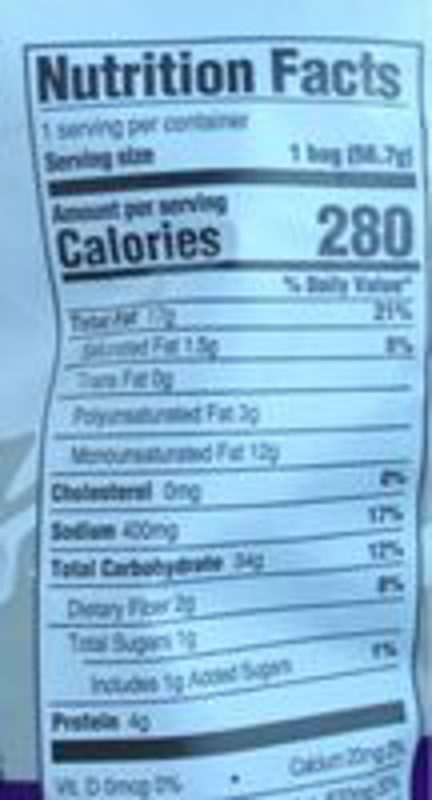 Nutrition Facts
1 serving per container
Serving size 1 bag (56.7g)
Amount per serving
Calories 280
% Daily Value*
Total Fat 17g 21%
Saturated Fat 1.5g 8%
Trans Fat 0g
Polyunsaturated Fat 3g
Monounsaturated Fat 12g
Cholesterol 0mg 0%
Sodium 400mg 17%
Total Carbohydrate 34g 12%
Dietary Fiber 2g 8%
Total Sugars 1g
Includes 1g Added Sugars 1%
Protein 4g
Vit. D 0mcg 0% • Calcium 20mg 2%